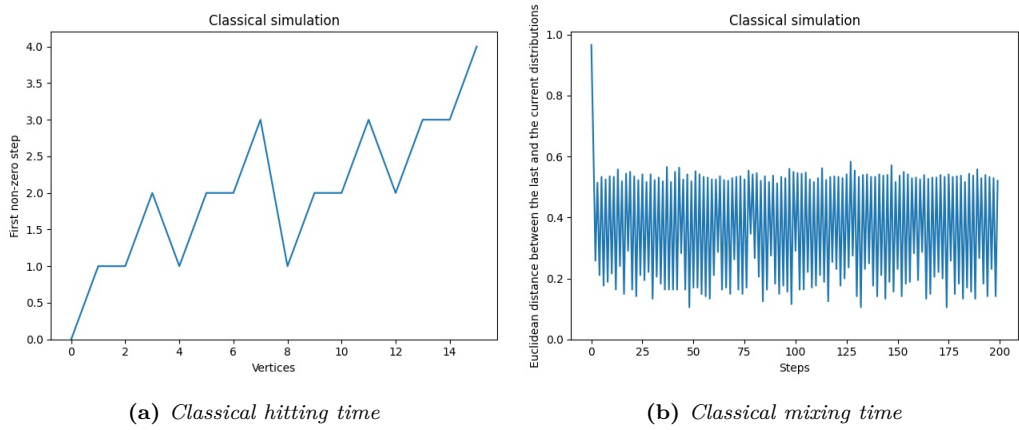 Classical simulation
First non-zero step
4.0
3.5
3.0
2.5
2.0
1.5
1.0
0.5
0.0
0 2 4 6 8 10 12 14
Vertices
(a) Classical hitting time
Classical simulation
Euclidean distance between the last and the current distributions
1.0
0.8
0.6
0.4
0.2
0.0
0 25 50 75 100 125 150 175 200
Steps
(b) Classical mixing time